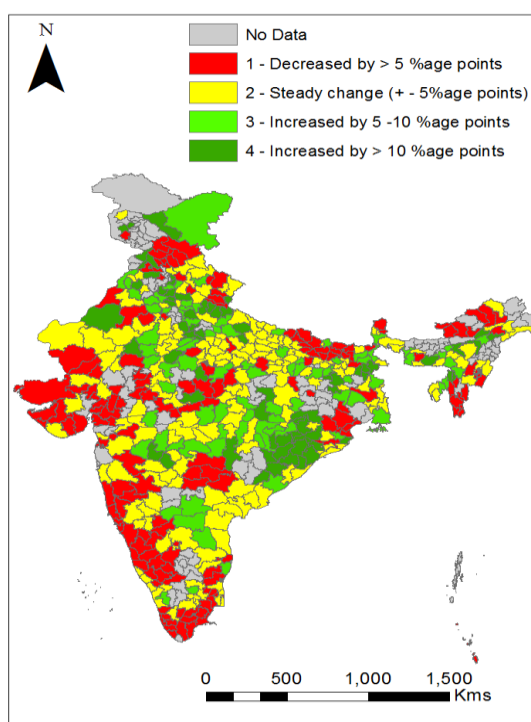 N
No Data
1 - Decreased by > 5 %age points
2 - Steady change (+ - 5%age points)
3 - Increased by 5 -10 %age points
4 - Increased by > 10 %age points
0 500 1,000 1,500
Kms